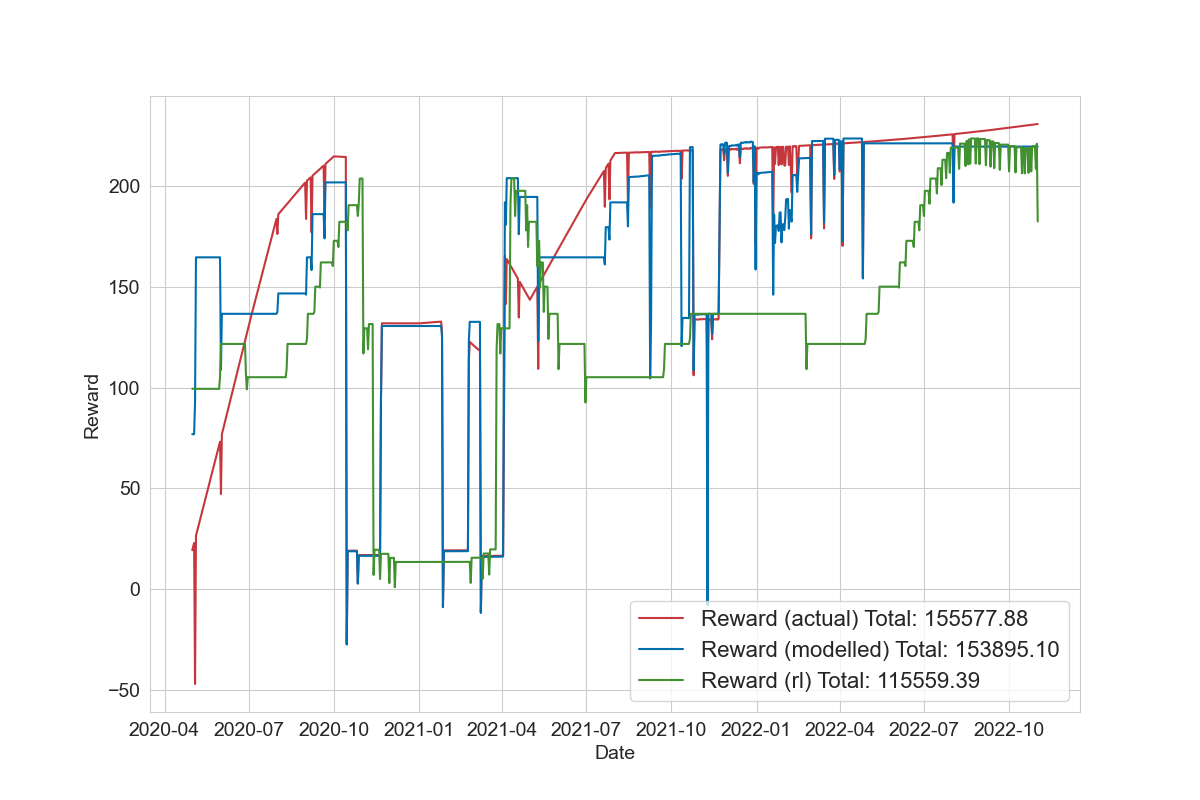 200
150
100
50
0
−50
Reward
2020-04 2020-07 2020-10 2021-01 2021-04 2021-07 2021-10 2022-01 2022-04 2022-07 2022-10
Date
Reward (actual) Total: 155577.88
Reward (modelled) Total: 153895.10
Reward (rl) Total: 115559.39